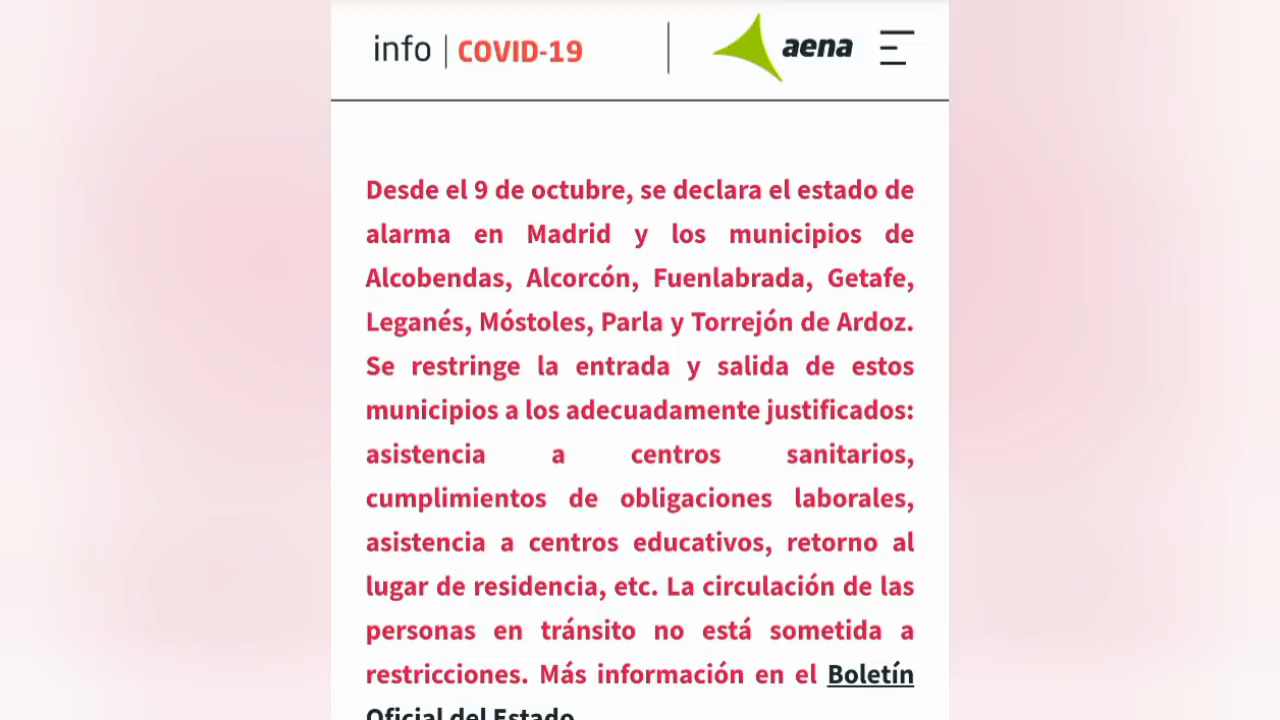 info | COVID-19 | aena
Desde el 9 de octubre, se declara el estado de
alarma en Madrid y los municipios de
Alcobendas, Alcorcón, Fuenlabrada, Getafe,
Leganés, Móstoles, Parla y Torrejón de Ardoz.
Se restringe la entrada y salida de estos
municipios a los adecuadamente justificados:
asistencia a centros sanitarios,
cumplimientos de obligaciones laborales,
asistencia a centros educativos, retorno al
lugar de residencia, etc. La circulación de las
personas en tránsito no está sometida a
restricciones. Más información en el Boletín
Oficial del Estado.